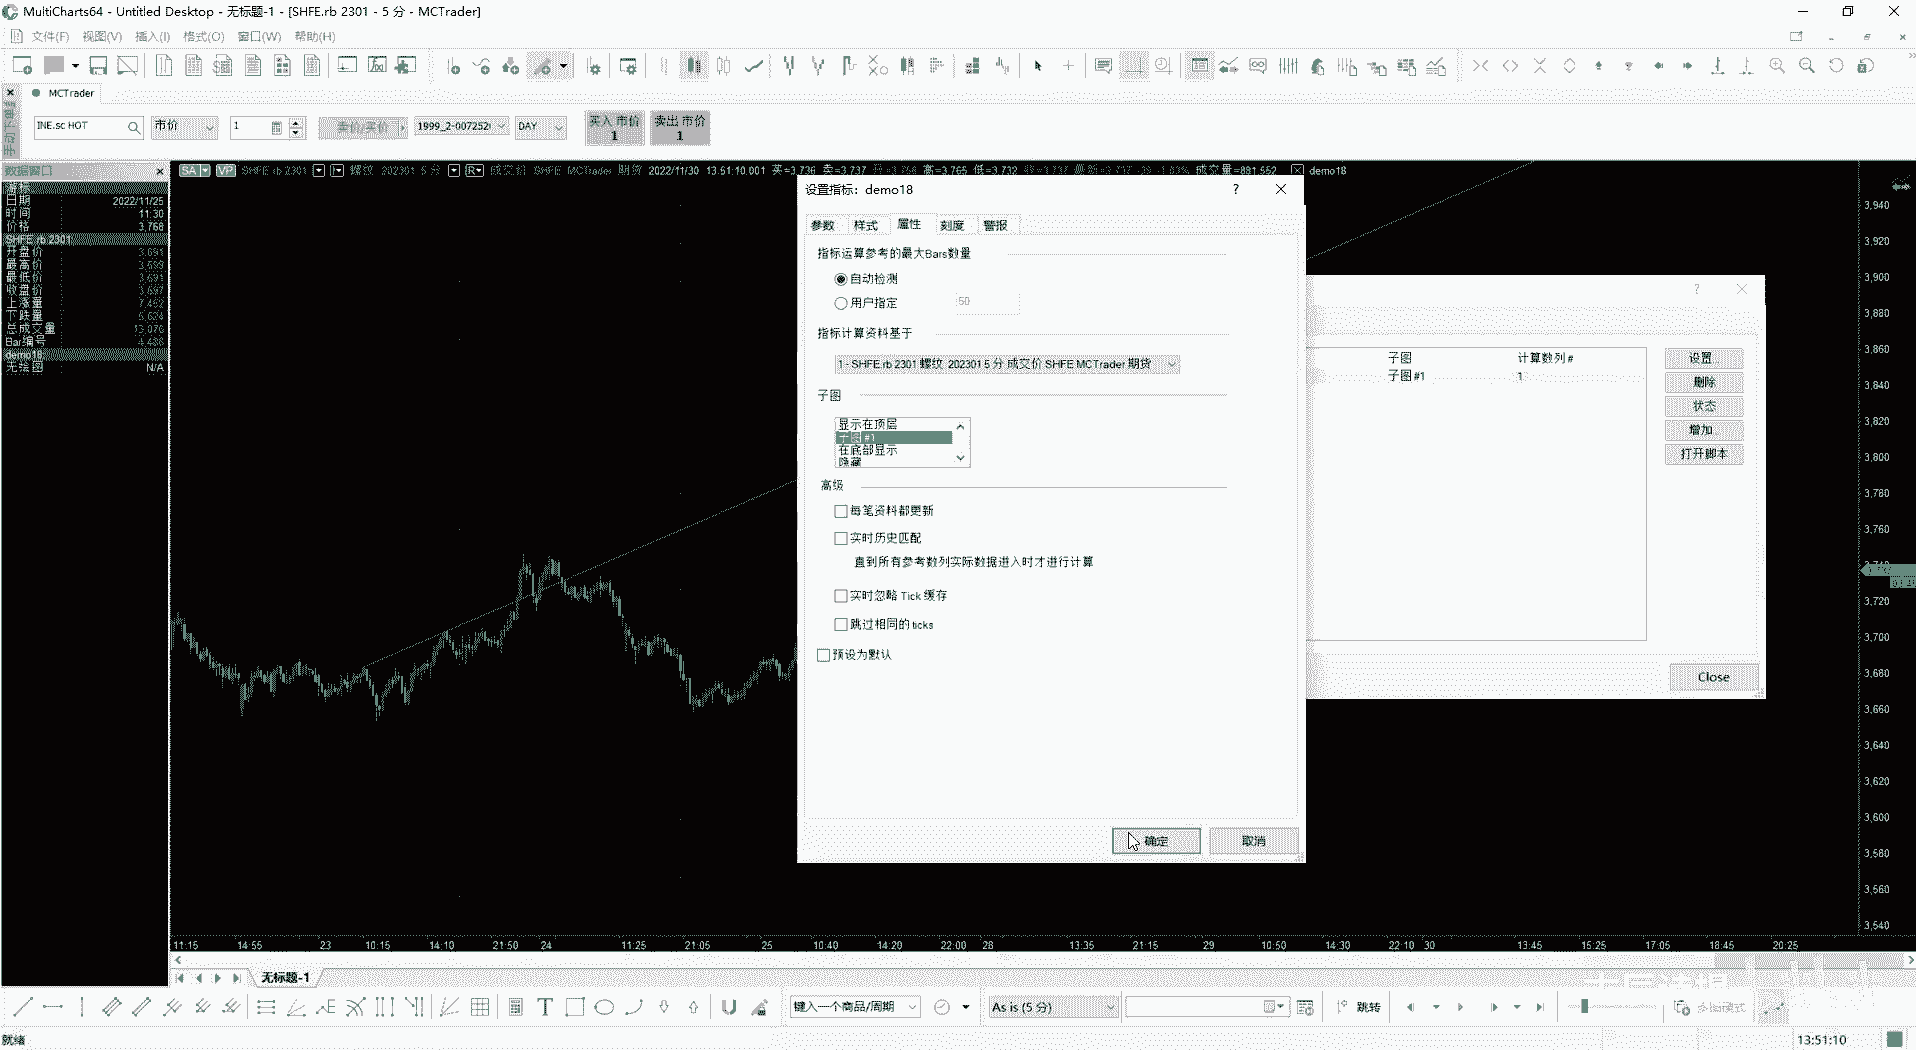 MultiCharts64 - Untitled Desktop - 无标题-1 - [SHFE.rb 2301 - 5 分 - MCTrader]
文件(F) 视图(V) 插入(I) 格式(O) 窗口(W) 帮助(H)
MCTrader
INE.sc HOT 市价 1 卖价/买价 1999_2-007252( DAY 买入 市价 1 卖出 市价 1
数据窗口
SA VP SHFE.rb 2301 螺纹 202301 5 分 成交价 SHFE MCTrader 期货 2022/11/30 13:51:10.001 买=3,736 卖=3,737 高=3,765 低=3,732 成交量=881,552 demo18
日期 2022/11/25
时间 11:30
价格 3,768
SHFE.rb 2301
开盘价 3,691
最高价 3,699
最低价 3,691
收盘价 3,697
上涨量 7,452
下跌量 5,624
总成交量 13,076
Bar编号 4,486
demo18
无绘图 N/A
设置指标: demo18
参数 样式 属性 刻度 警报
指标运算参考的最大Bars数量
自动检测
用户指定 50
指标计算资料基于
1 - SHFE.rb 2301 螺纹 202301 5 分 成交价 SHFE MCTrader 期货
子图
显示在顶层
子图 #1
在底部显示
隐藏
高级
每笔资料都更新
实时历史匹配
直到所有参考数列实际数据进入时才进行计算
实时忽略 Tick 缓存
跳过相同的 ticks
预设为默认
确定 取消
子图 计算数列 #
子图 #1 1
设置
删除
状态
增加
打开脚本
Close
3,940
3,920
3,900
3,880
3,860
3,840
3,820
3,800
3,780
3,760
3,720
3,700
3,680
3,660
3,640
3,620
3,600
3,580
3,560
3,540
11:15 14:55 23 10:15 14:10 21:50 24 11:25 21:05 25 10:40 14:20 22:00 28 13:35 21:15 29 10:50 14:30 22:10 30 13:45 15:25 17:05 18:45 20:25
无标题-1
键入一个商品/周期 As is (5 分) 跳转
就绪 13:51:10